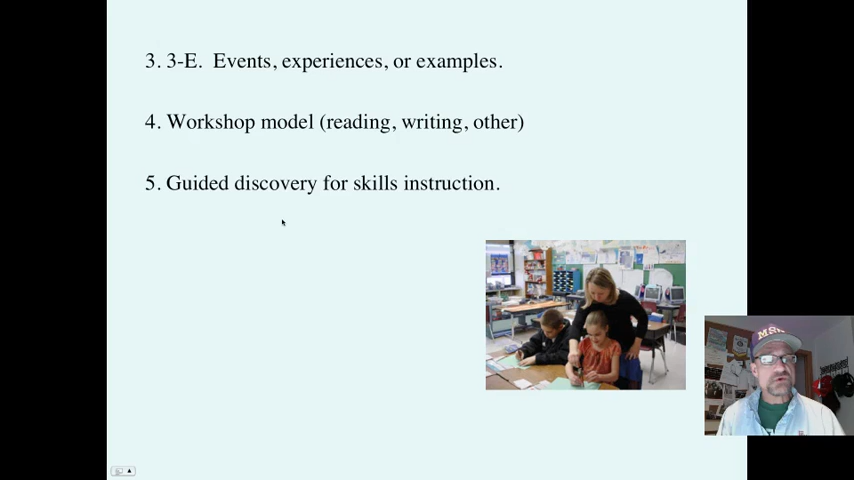 3. 3-E. Events, experiences, or examples.
4. Workshop model (reading, writing, other)
5. Guided discovery for skills instruction.